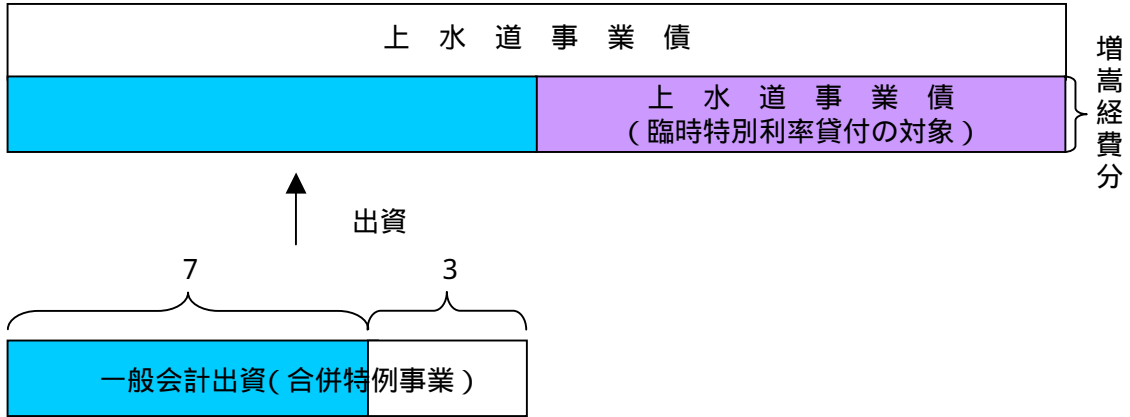 上 水 道 事 業 債
上 水 道 事 業 債
(臨時特別利率貸付の対象)
増嵩経費分
出資
7
3
一般会計出資(合併特例事業)